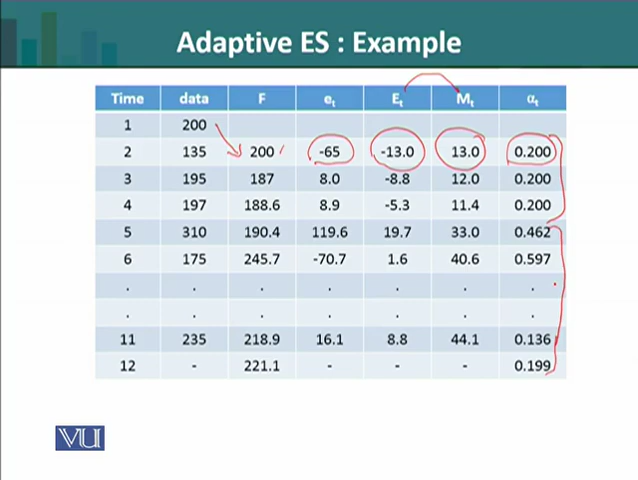 Adaptive ES : Example
Time data F et Et Mt αt
1 200
2 135 200 -65 -13.0 13.0 0.200
3 195 187 8.0 -8.8 12.0 0.200
4 197 188.6 8.9 -5.3 11.4 0.200
5 310 190.4 119.6 19.7 33.0 0.462
6 175 245.7 -70.7 1.6 40.6 0.597
. . . . . . .
. . . . . . .
11 235 218.9 16.1 8.8 44.1 0.136
12 - 221.1 - - - 0.199
VU